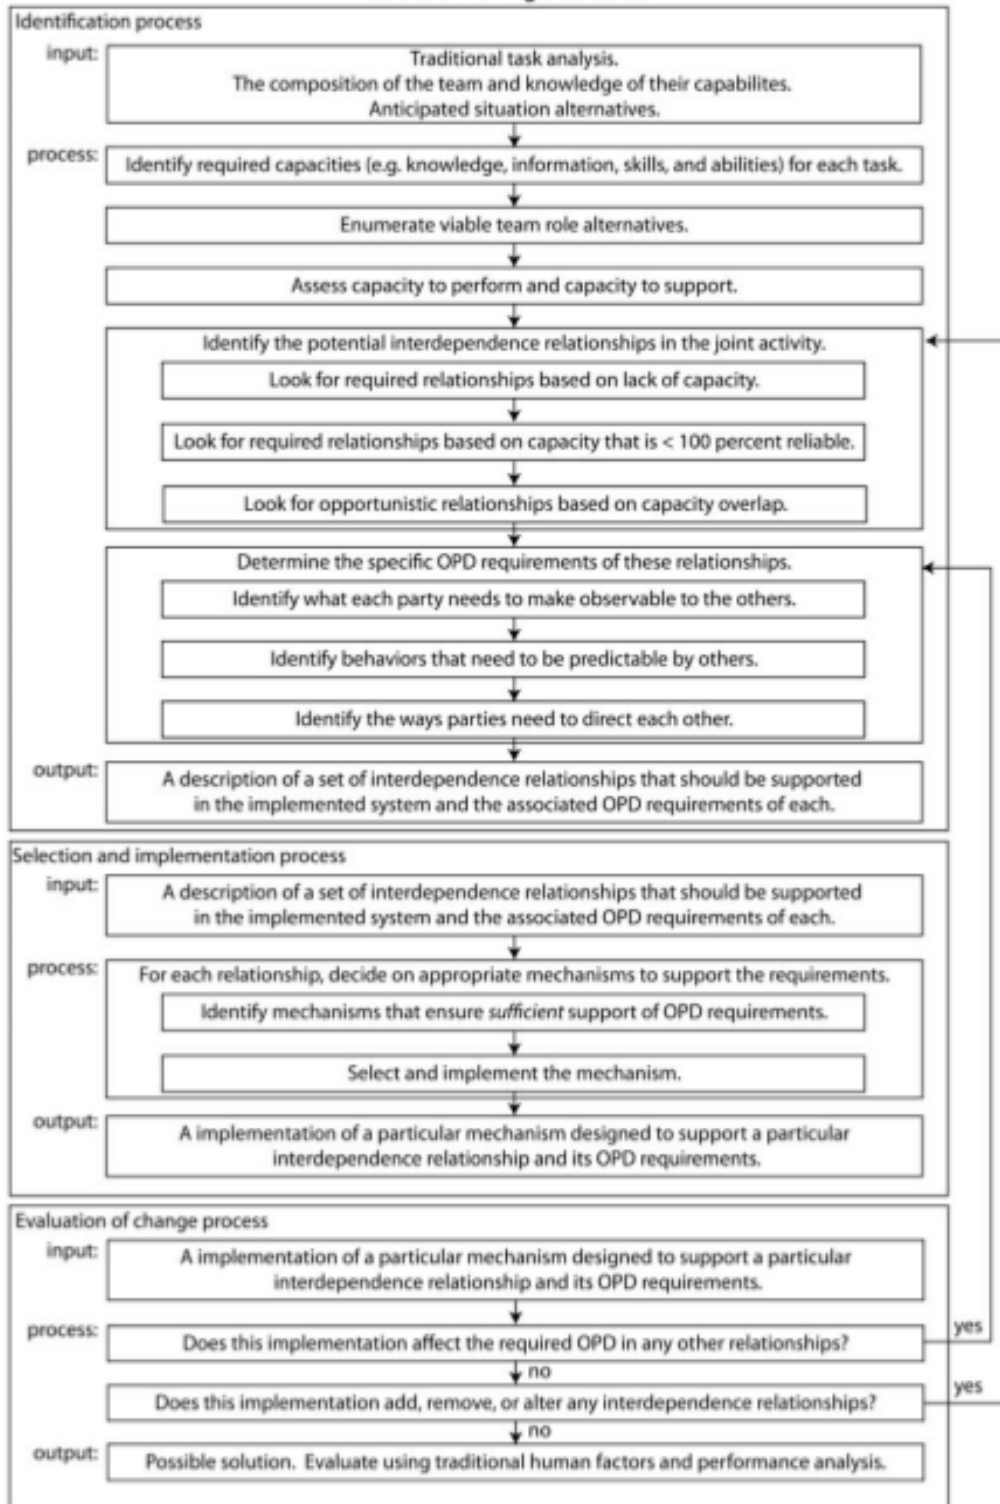 Identification process
input:
Traditional task analysis.
The composition of the team and knowledge of their capabilites.
Anticipated situation alternatives.
process:
Identify required capacities (e.g. knowledge, information, skills, and abilities) for each task.
Enumerate viable team role alternatives.
Assess capacity to perform and capacity to support.
Identify the potential interdependence relationships in the joint activity.
Look for required relationships based on lack of capacity.
Look for required relationships based on capacity that is < 100 percent reliable.
Look for opportunistic relationships based on capacity overlap.
Determine the specific OPD requirements of these relationships.
Identify what each party needs to make observable to the others.
Identify behaviors that need to be predictable by others.
Identify the ways parties need to direct each other.
output:
A description of a set of interdependence relationships that should be supported
in the implemented system and the associated OPD requirements of each.
Selection and implementation process
input:
A description of a set of interdependence relationships that should be supported
in the implemented system and the associated OPD requirements of each.
process:
For each relationship, decide on appropriate mechanisms to support the requirements.
Identify mechanisms that ensure sufficient support of OPD requirements.
Select and implement the mechanism.
output:
A implementation of a particular mechanism designed to support a particular
interdependence relationship and its OPD requirements.
Evaluation of change process
input:
A implementation of a particular mechanism designed to support a particular
interdependence relationship and its OPD requirements.
process:
Does this implementation affect the required OPD in any other relationships?
yes
no
Does this implementation add, remove, or alter any interdependence relationships?
yes
no
output:
Possible solution. Evaluate using traditional human factors and performance analysis.